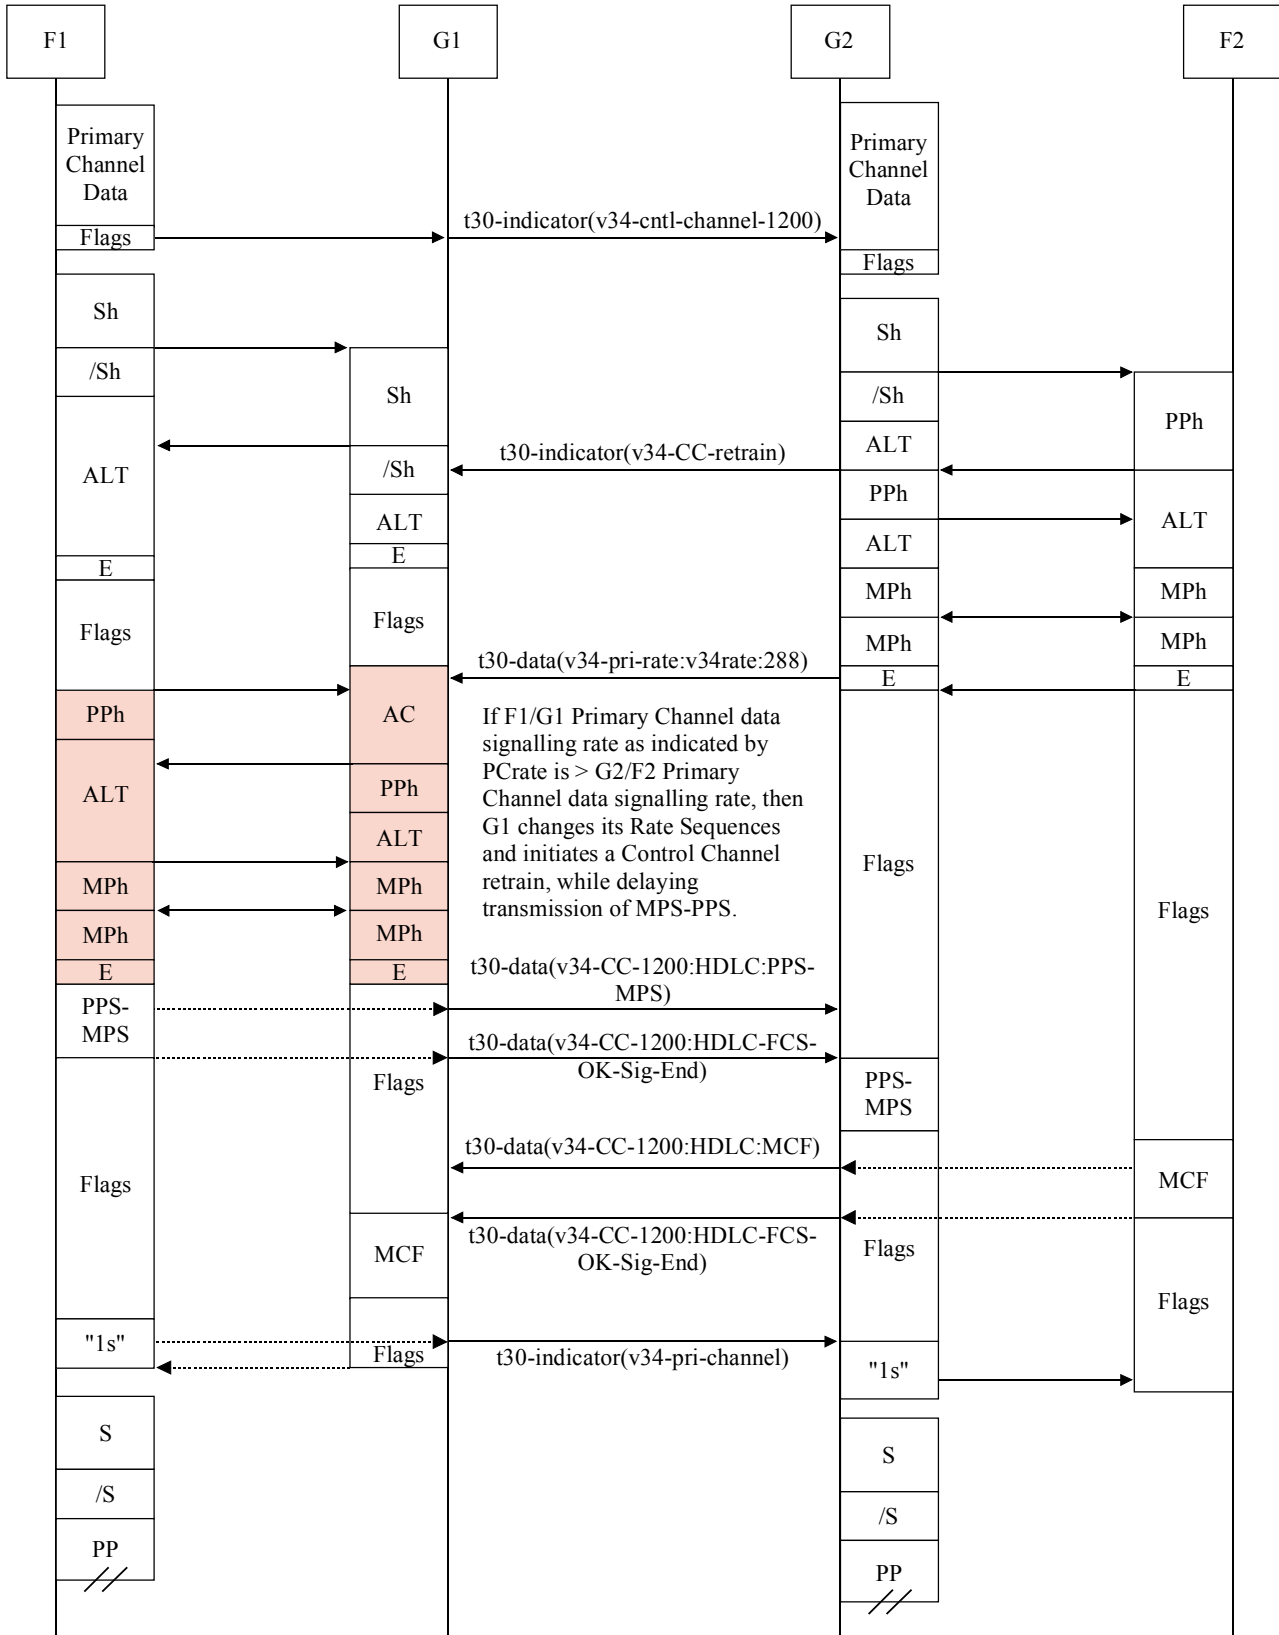 F1
G1
G2
F2
Primary
Channel
Data
Primary
Channel
Data
t30-indicator(v34-cntl-channel-1200)
Flags
Flags
Sh
Sh
/Sh
Sh
/Sh
PPh
ALT
t30-indicator(v34-CC-retrain)
/Sh
ALT
PPh
ALT
ALT
ALT
E
E
MPh
MPh
Flags
Flags
MPh
MPh
t30-data(v34-pri-rate:v34rate:288)
E
E
PPh
AC
If F1/G1 Primary Channel data
signalling rate as indicated by
PCrate is > G2/F2 Primary
Channel data signalling rate, then
G1 changes its Rate Sequences
and initiates a Control Channel
retrain, while delaying
transmission of MPS-PPS.
ALT
PPh
ALT
Flags
MPh
MPh
Flags
MPh
MPh
E
E
t30-data(v34-CC-1200:HDLC:PPS-
MPS)
PPS-
MPS
t30-data(v34-CC-1200:HDLC-FCS-
OK-Sig-End)
Flags
PPS-
MPS
t30-data(v34-CC-1200:HDLC:MCF)
Flags
MCF
t30-data(v34-CC-1200:HDLC-FCS-
OK-Sig-End)
MCF
Flags
Flags
"1s"
Flags
t30-indicator(v34-pri-channel)
"1s"
S
S
/S
/S
PP
PP